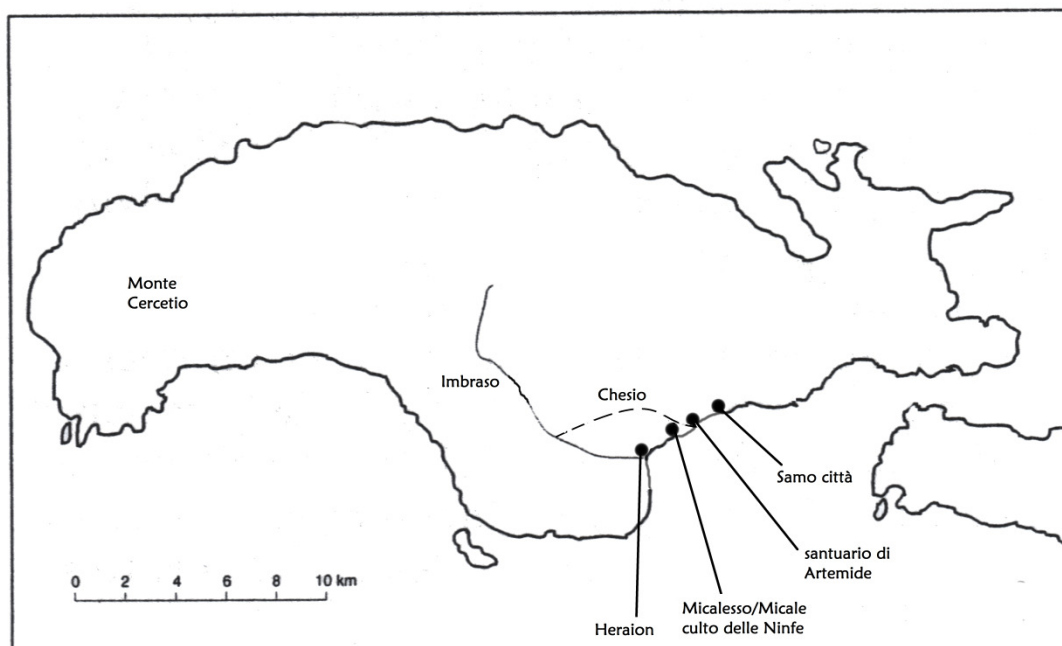 Monte
Cercetio
Imbraso
Chesio
Samo città
santuario di
Artemide
Micalesso/Micale
culto delle Ninfe
Heraion
0 2 4 6 8 10 km